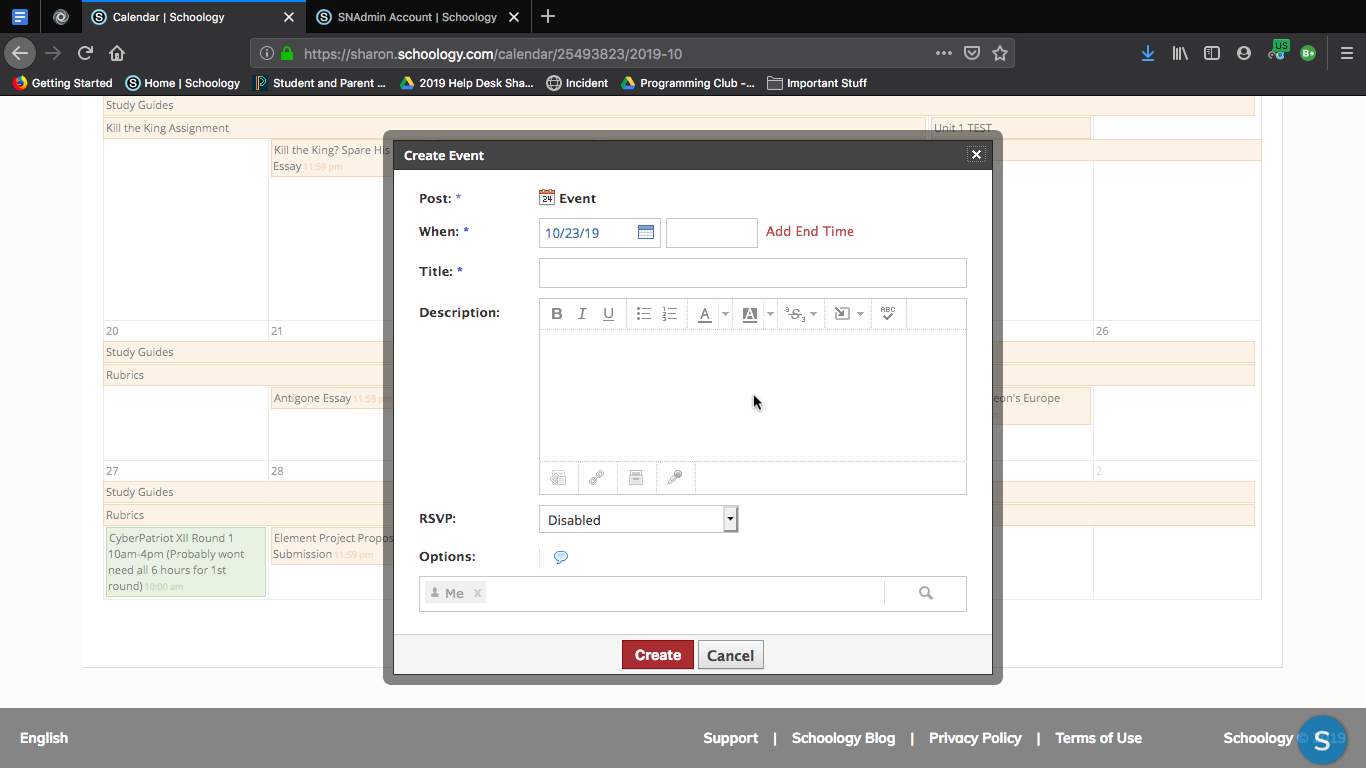 Calendar | Schoology
SNAdmin Account | Schoology
https://sharon.schoology.com/calendar/25493823/2019-10
US
B+
Getting Started
Home | Schoology
Student and Parent ...
2019 Help Desk Sha...
Incident
Programming Club -...
Important Stuff
Study Guides
Kill the King Assignment
Unit 1 TEST
Kill the King? Spare His
Essay 11:59 pm
Create Event
Post: *
24 Event
When: *
10/23/19
Add End Time
Title: *
Description:
B I U
A
A
ABC
20
21
26
Study Guides
Rubrics
Antigone Essay 11:59 pm
eon's Europe
27
28
2
Study Guides
Rubrics
CyberPatriot XII Round 1
10am-4pm (Probably wont
need all 6 hours for 1st
round) 10:00 am
Element Project Propos
Submission 11:59 pm
RSVP:
Disabled
Options:
Me x
Create
Cancel
English
Support | Schoology Blog | Privacy Policy | Terms of Use
Schoology ©
S